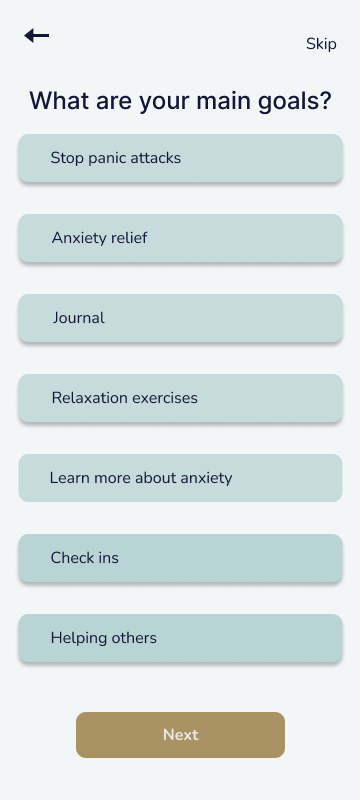 Skip
What are your main goals?
Stop panic attacks
Anxiety relief
Journal
Relaxation exercises
Learn more about anxiety
Check ins
Helping others
Next